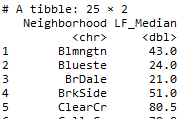 # A tibble: 25 × 2
Neighborhood LF_Median
<chr> <dbl>
1 Blmngtn 43.0
2 Blueste 24.0
3 BrDale 21.0
4 BrkSide 51.0
5 ClearCr 80.5